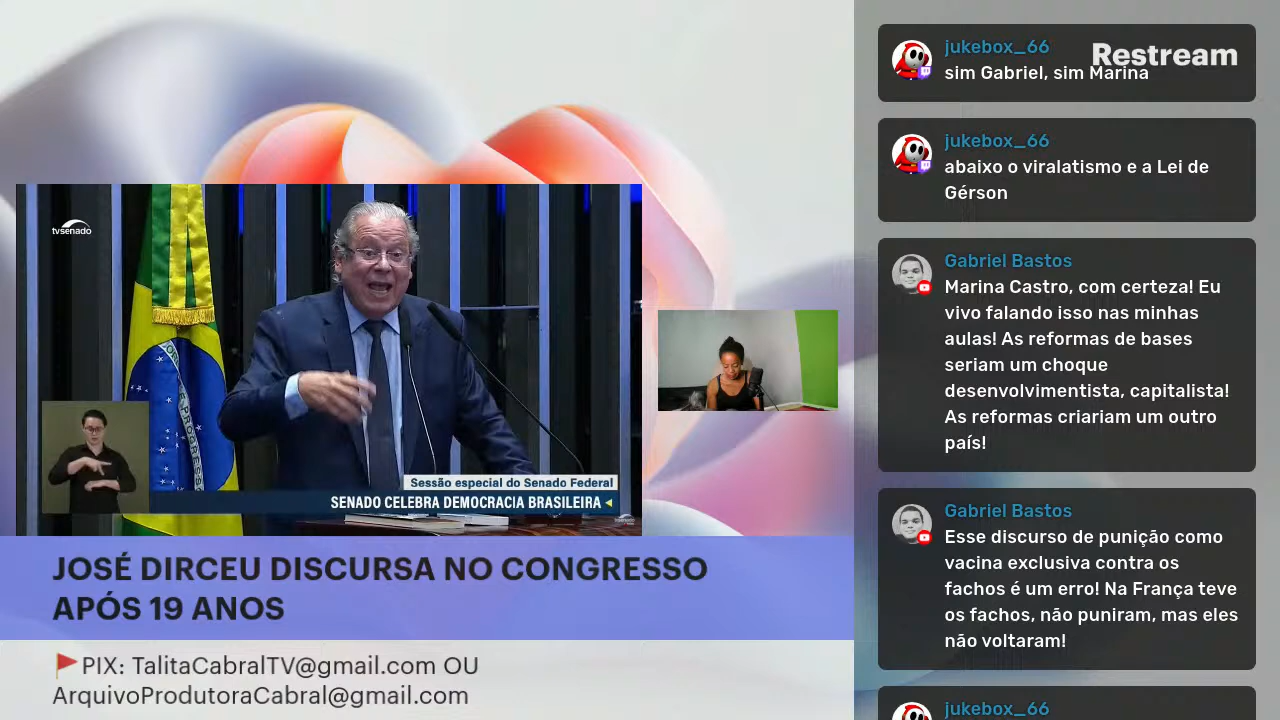 tvsenado
Sessão especial do Senado Federal
SENADO CELEBRA DEMOCRACIA BRASILEIRA
JOSÉ DIRCEU DISCURSA NO CONGRESSO
APÓS 19 ANOS
PIX: TalitaCabralTV@gmail.com OU
ArquivoProdutoraCabral@gmail.com
Restream
jukebox_66
sim Gabriel, sim Marina
jukebox_66
abaixo o viralatismo e a Lei de
Gérson
Gabriel Bastos
Marina Castro, com certeza! Eu
vivo falando isso nas minhas
aulas! As reformas de bases
seriam um choque
desenvolvimentista, capitalista!
As reformas criariam um outro
país!
Gabriel Bastos
Esse discurso de punição como
vacina exclusiva contra os
fachos é um erro! Na França teve
os fachos, não puniram, mas eles
não voltaram!
jukebox_66